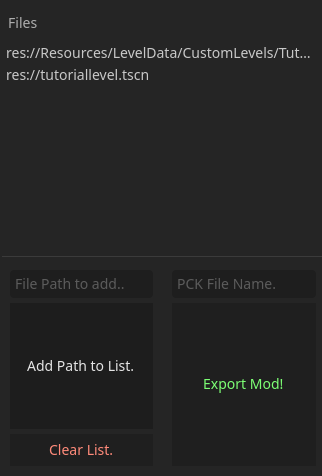 Files
res://Resources/LevelData/CustomLevels/Tut...
res://tutoriallevel.tscn
File Path to add..
PCK File Name.
Add Path to List.
Export Mod!
Clear List.